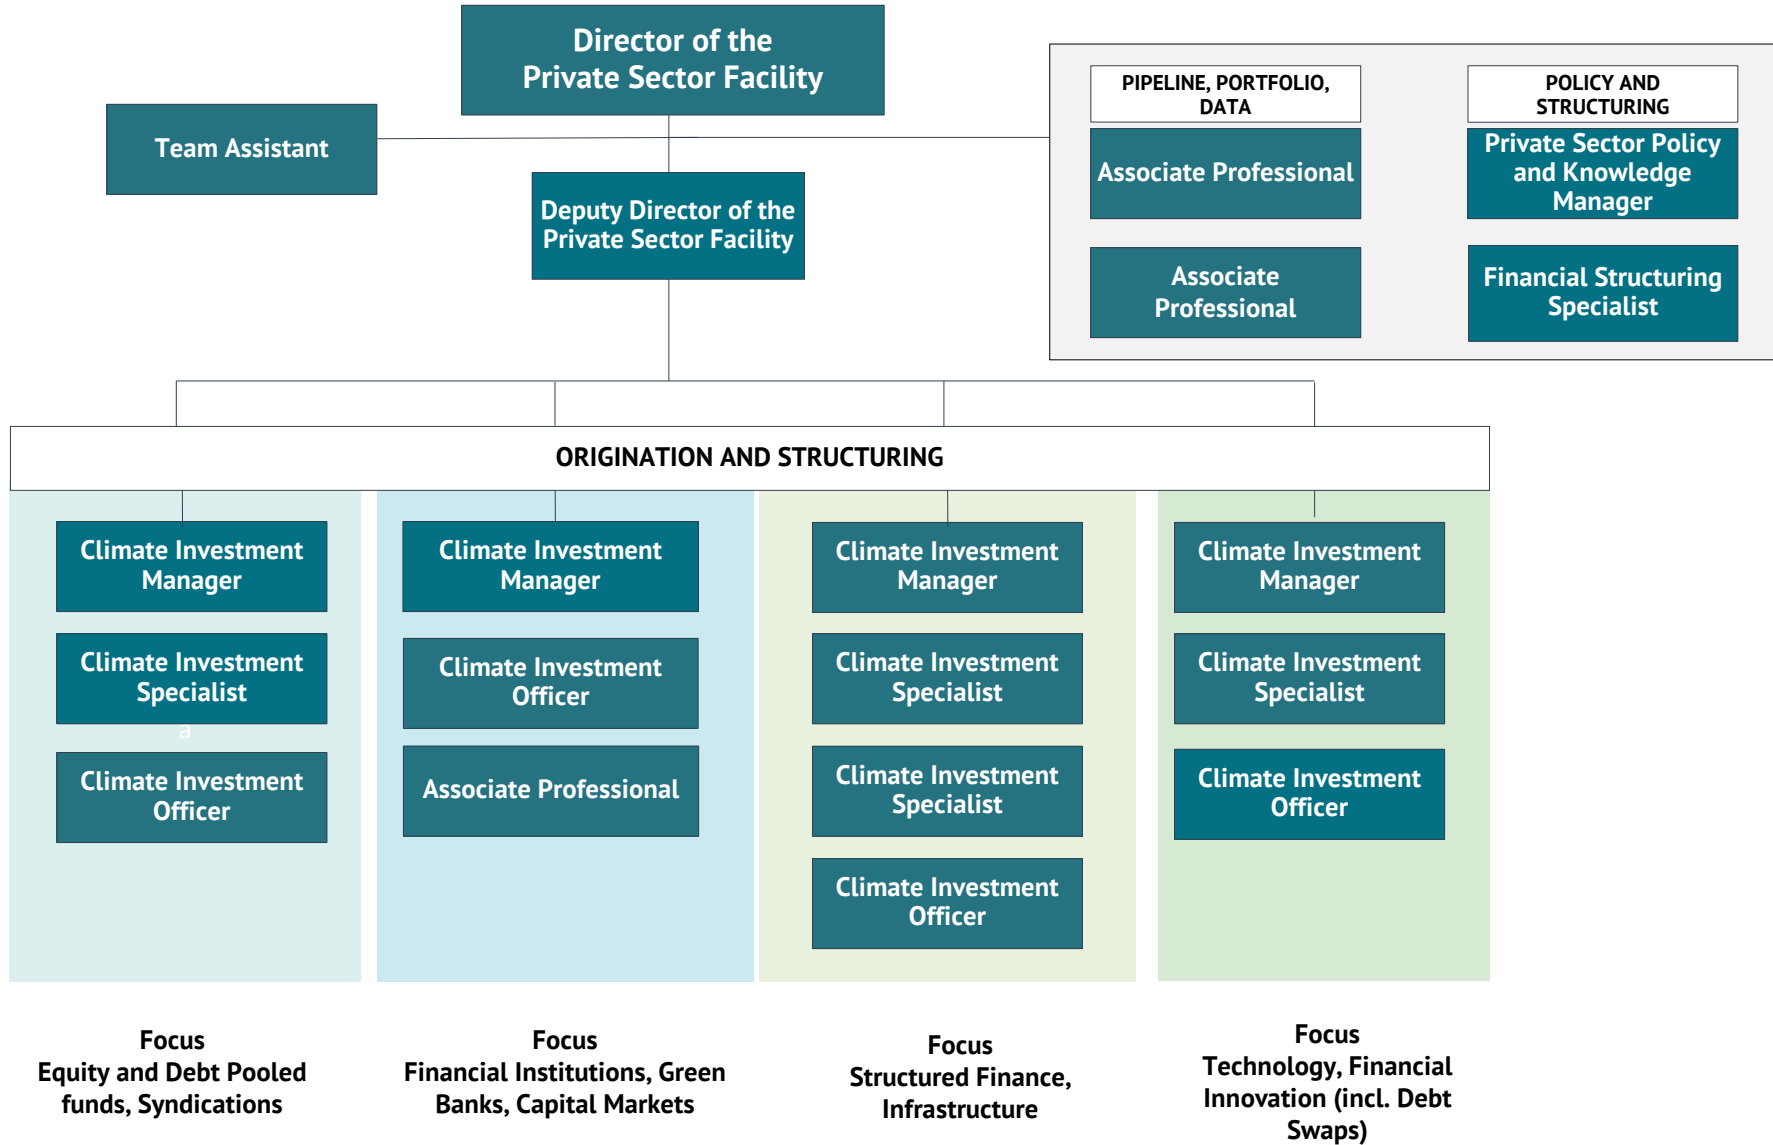 Director of the
Private Sector Facility
Team Assistant
Deputy Director of the
Private Sector Facility
PIPELINE, PORTFOLIO,
DATA
Associate Professional
Associate
Professional
POLICY AND
STRUCTURING
Private Sector Policy
and Knowledge
Manager
Financial Structuring
Specialist
ORIGINATION AND STRUCTURING
Climate Investment
Manager
Climate Investment
Specialist
a
Climate Investment
Officer
Focus
Equity and Debt Pooled
funds, Syndications
Climate Investment
Manager
Climate Investment
Officer
Associate Professional
Focus
Financial Institutions, Green
Banks, Capital Markets
Climate Investment
Manager
Climate Investment
Specialist
Climate Investment
Specialist
Climate Investment
Officer
Focus
Structured Finance,
Infrastructure
Climate Investment
Manager
Climate Investment
Specialist
Climate Investment
Officer
Focus
Technology, Financial
Innovation (incl. Debt
Swaps)